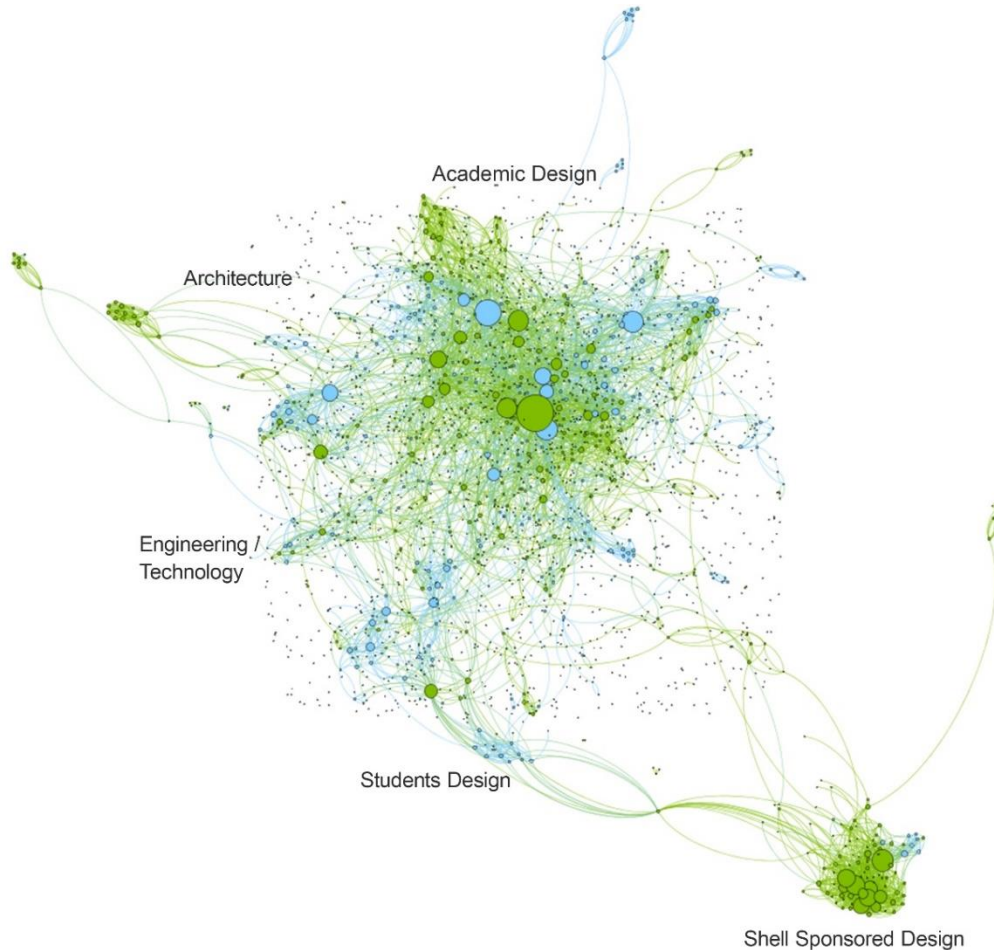 Academic Design
Architecture
Engineering /
Technology
Students Design
Shell Sponsored Design